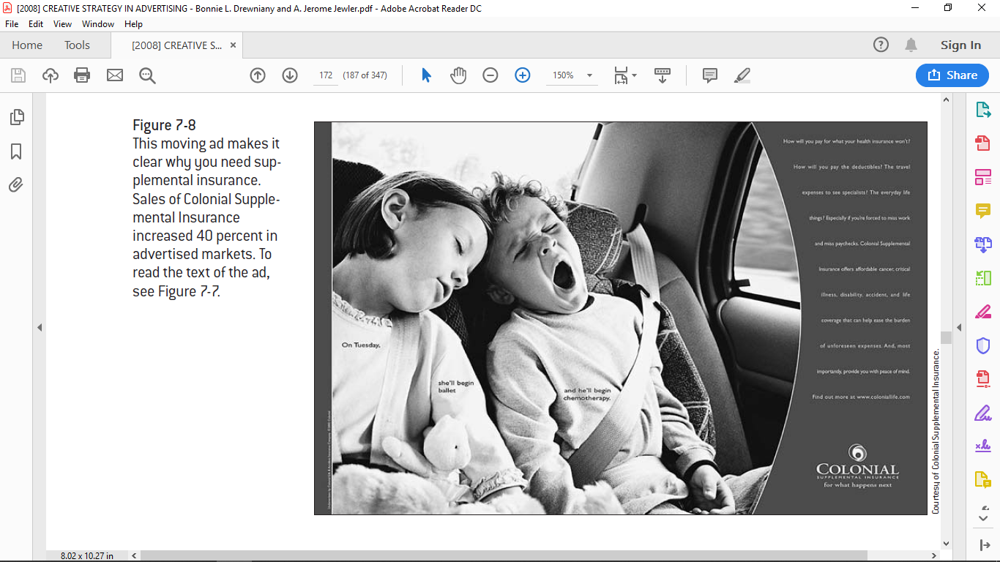 [2008] CREATIVE STRATEGY IN ADVERTISING - Bonnie L. Drewniany and A. Jerome Jewler.pdf - Adobe Acrobat Reader DC
File Edit View Window Help
Home Tools [2008] CREATIVE S... × Sign In
172 (187 of 347) 150% Share
Figure 7-8
This moving ad makes it
clear why you need sup-
plemental insurance.
Sales of Colonial Supple-
mental Insurance
increased 40 percent in
advertised markets. To
read the text of the ad,
see Figure 7-7.
On Tuesday,
she'll begin
ballet
and he'll begin
chemotherapy.
How will you pay for what your health insurance won't?
How will you pay the deductibles? The travel
expenses to see specialists? The everyday life
things? Especially if you're forced to miss work
and miss paychecks. Colonial Supplemental
Insurance offers affordable cancer, critical
illness, disability, accident, and life
coverage that can help ease the burden
of unforeseen expenses. And, most
importantly, provide you with peace of mind.
Find out more at www.coloniallife.com
COLONIAL
SUPPLEMENTAL INSURANCE
for what happens next
Courtesy of Colonial Supplemental Insurance.
8.02 x 10.27 in